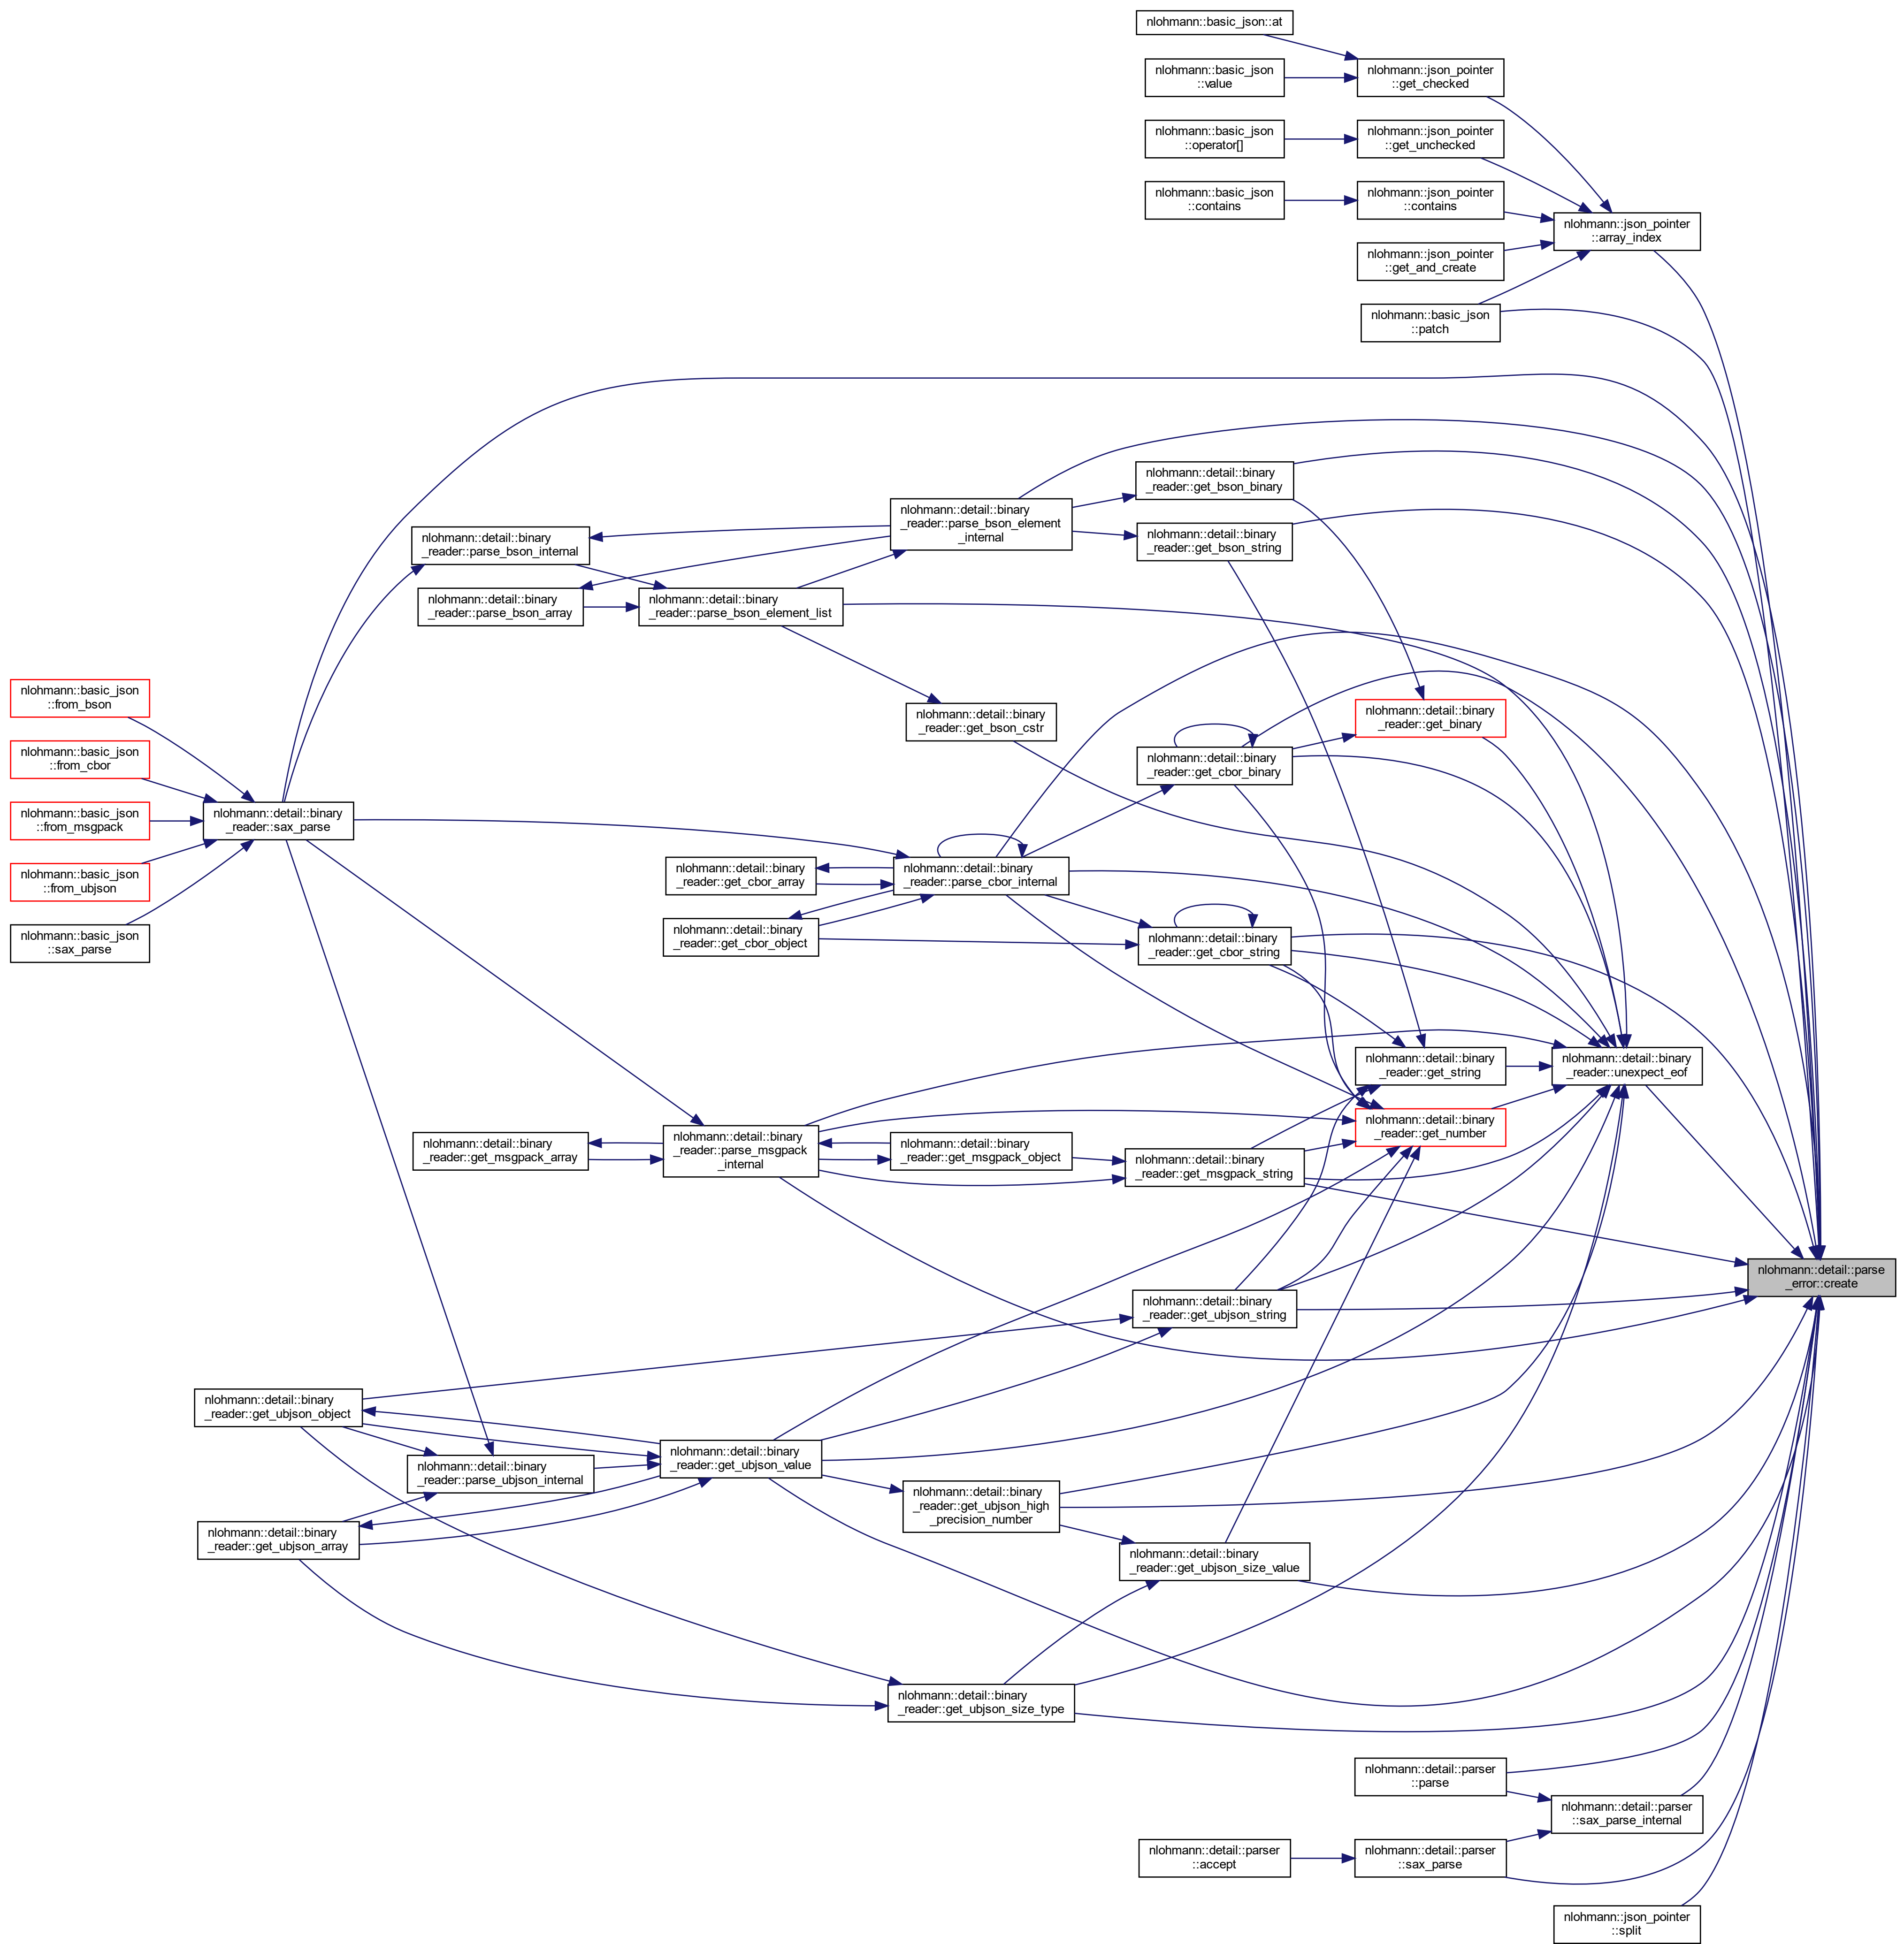 nlohmann::basic_json::at
nlohmann::basic_json
::value
nlohmann::json_pointer
::get_checked
nlohmann::basic_json
::operator[]
nlohmann::json_pointer
::get_unchecked
nlohmann::basic_json
::contains
nlohmann::json_pointer
::contains
nlohmann::json_pointer
::array_index
nlohmann::json_pointer
::get_and_create
nlohmann::basic_json
::patch
nlohmann::detail::binary
_reader::get_bson_binary
nlohmann::detail::binary
_reader::parse_bson_element
_internal
nlohmann::detail::binary
_reader::get_bson_string
nlohmann::detail::binary
_reader::parse_bson_internal
nlohmann::detail::binary
_reader::parse_bson_array
nlohmann::detail::binary
_reader::parse_bson_element_list
nlohmann::basic_json
::from_bson
nlohmann::detail::binary
_reader::get_bson_cstr
nlohmann::detail::binary
_reader::get_binary
nlohmann::basic_json
::from_cbor
nlohmann::detail::binary
_reader::get_cbor_binary
nlohmann::basic_json
::from_msgpack
nlohmann::detail::binary
_reader::sax_parse
nlohmann::basic_json
::from_ubjson
nlohmann::detail::binary
_reader::get_cbor_array
nlohmann::detail::binary
_reader::parse_cbor_internal
nlohmann::basic_json
::sax_parse
nlohmann::detail::binary
_reader::get_cbor_object
nlohmann::detail::binary
_reader::get_cbor_string
nlohmann::detail::binary
_reader::get_string
nlohmann::detail::binary
_reader::unexpect_eof
nlohmann::detail::binary
_reader::get_number
nlohmann::detail::binary
_reader::get_msgpack_array
nlohmann::detail::binary
_reader::parse_msgpack
_internal
nlohmann::detail::binary
_reader::get_msgpack_object
nlohmann::detail::binary
_reader::get_msgpack_string
nlohmann::detail::parse
_error::create
nlohmann::detail::binary
_reader::get_ubjson_string
nlohmann::detail::binary
_reader::get_ubjson_object
nlohmann::detail::binary
_reader::parse_ubjson_internal
nlohmann::detail::binary
_reader::get_ubjson_value
nlohmann::detail::binary
_reader::get_ubjson_high
_precision_number
nlohmann::detail::binary
_reader::get_ubjson_array
nlohmann::detail::binary
_reader::get_ubjson_size_value
nlohmann::detail::binary
_reader::get_ubjson_size_type
nlohmann::detail::parser
::parse
nlohmann::detail::parser
::sax_parse_internal
nlohmann::detail::parser
::accept
nlohmann::detail::parser
::sax_parse
nlohmann::json_pointer
::split